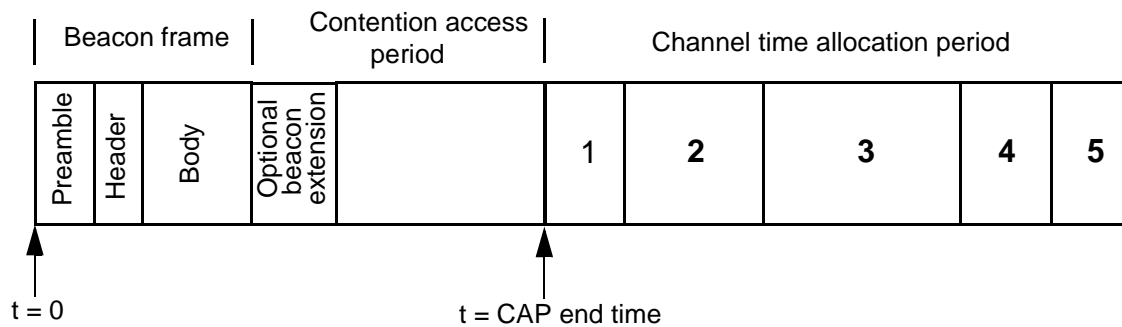 Beacon frame
Contention access
period
Channel time allocation period
Preamble
Header
Body
Optional
beacon
extension
1
2
3
4
5
t = 0
t = CAP end time